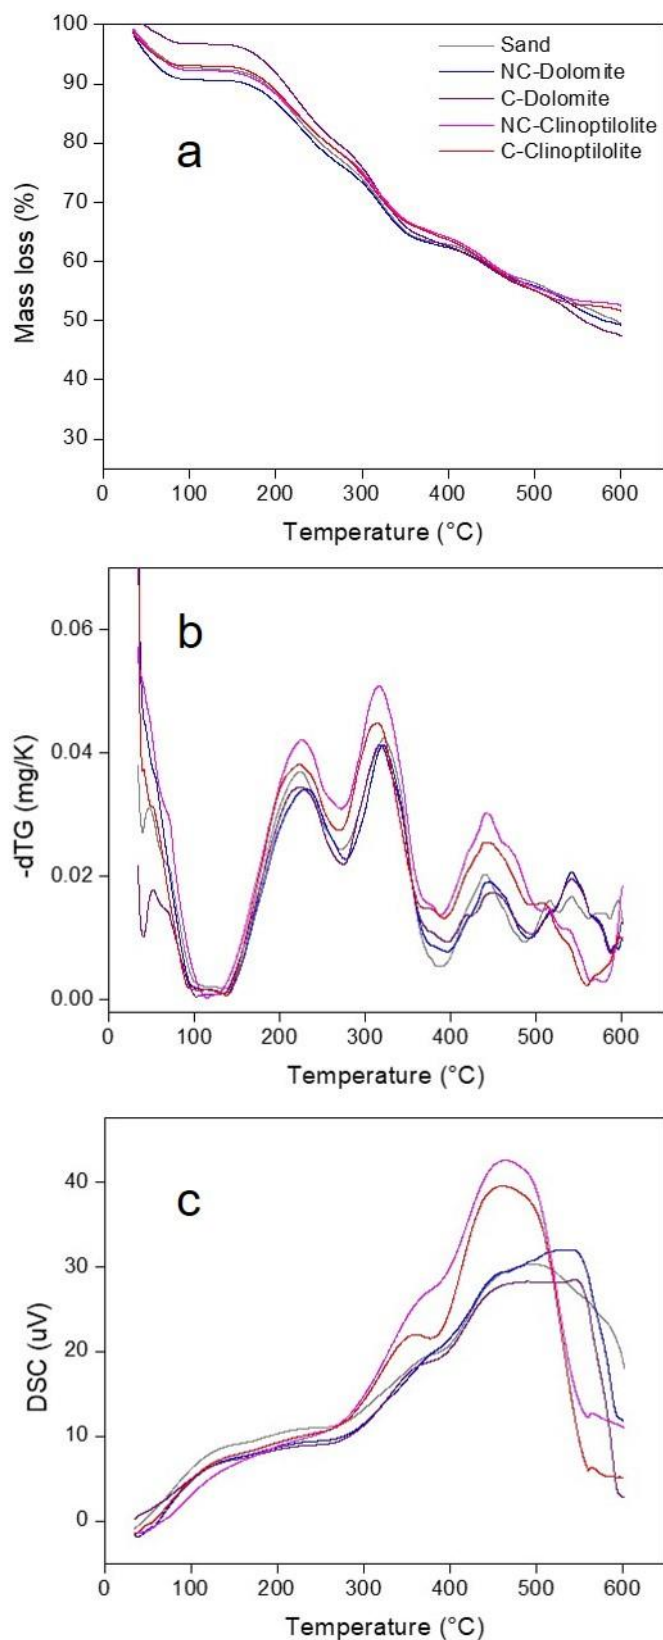 100
90
80
70
60
50
40
30
Mass loss (%)
a
Sand
NC-Dolomite
C-Dolomite
NC-Clinoptilolite
C-Clinoptilolite
0 100 200 300 400 500 600
Temperature (°C)
0.06
0.04
0.02
0.00
-dTG (mg/K)
b
0 100 200 300 400 500 600
Temperature (°C)
40
30
20
10
0
DSC (uV)
c
0 100 200 300 400 500 600
Temperature (°C)